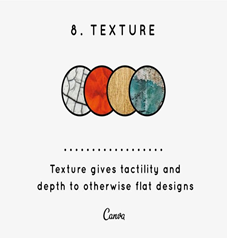 8. TEXTURE
Texture gives tactility and
depth to otherwise flat designs
Canva